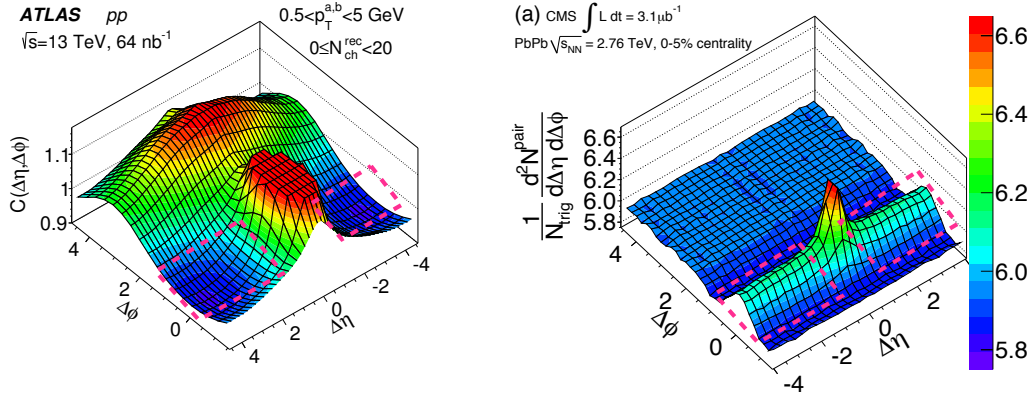 ATLAS pp
√s=13 TeV, 64 nb⁻¹
0.5<p_T^{a,b}<5 GeV
0≤N_ch^rec<20
C(Δη,Δϕ)
1.1
1
0.9
4
2
0
Δϕ
4
2
0
-2
-4
Δη
(a) CMS ∫ L dt = 3.1μb⁻¹
PbPb √s_NN = 2.76 TeV, 0-5% centrality
1/N_trig d²N^pair/dΔη dΔϕ
6.6
6.4
6.2
6.0
5.8
4
2
0
Δϕ
-4
-2
0
2
Δη
6.6
6.4
6.2
6.0
5.8